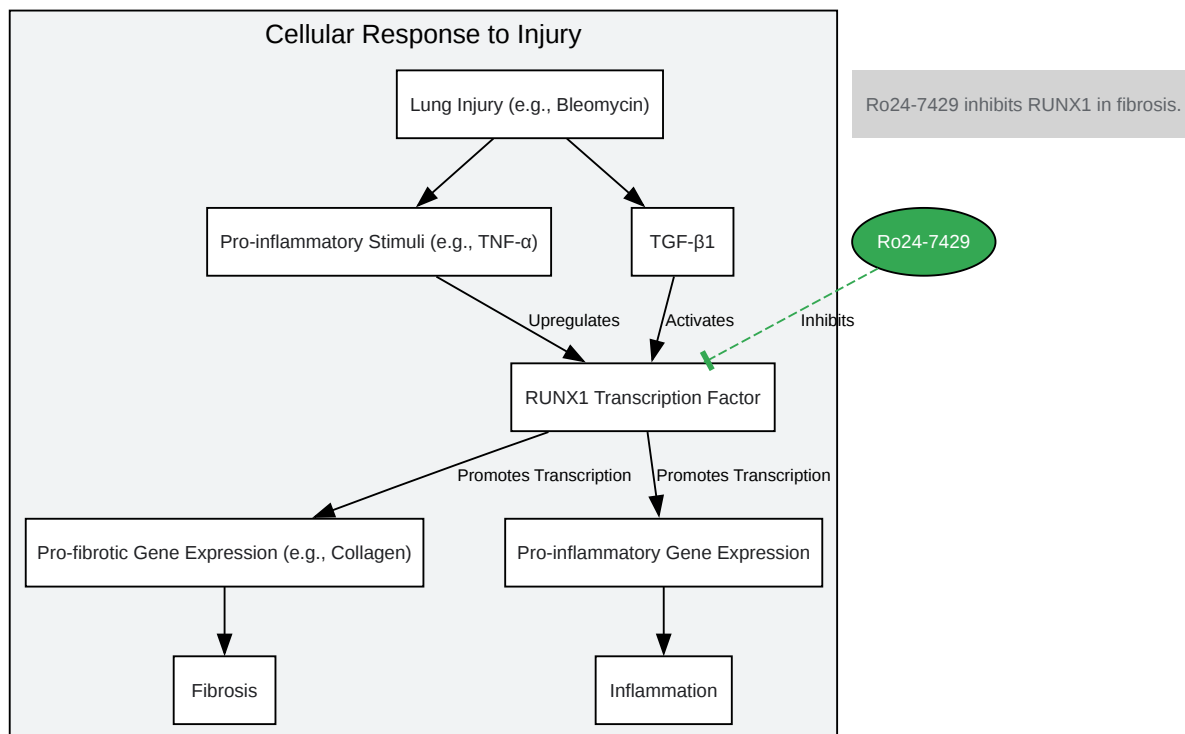 Cellular Response to Injury
Lung Injury (e.g., Bleomycin)
Ro24-7429 inhibits RUNX1 in fibrosis.
Pro-inflammatory Stimuli (e.g., TNF-α)
TGF-β1
Ro24-7429
Upregulates
Activates
Inhibits
RUNX1 Transcription Factor
Promotes Transcription
Promotes Transcription
Pro-fibrotic Gene Expression (e.g., Collagen)
Pro-inflammatory Gene Expression
Fibrosis
Inflammation